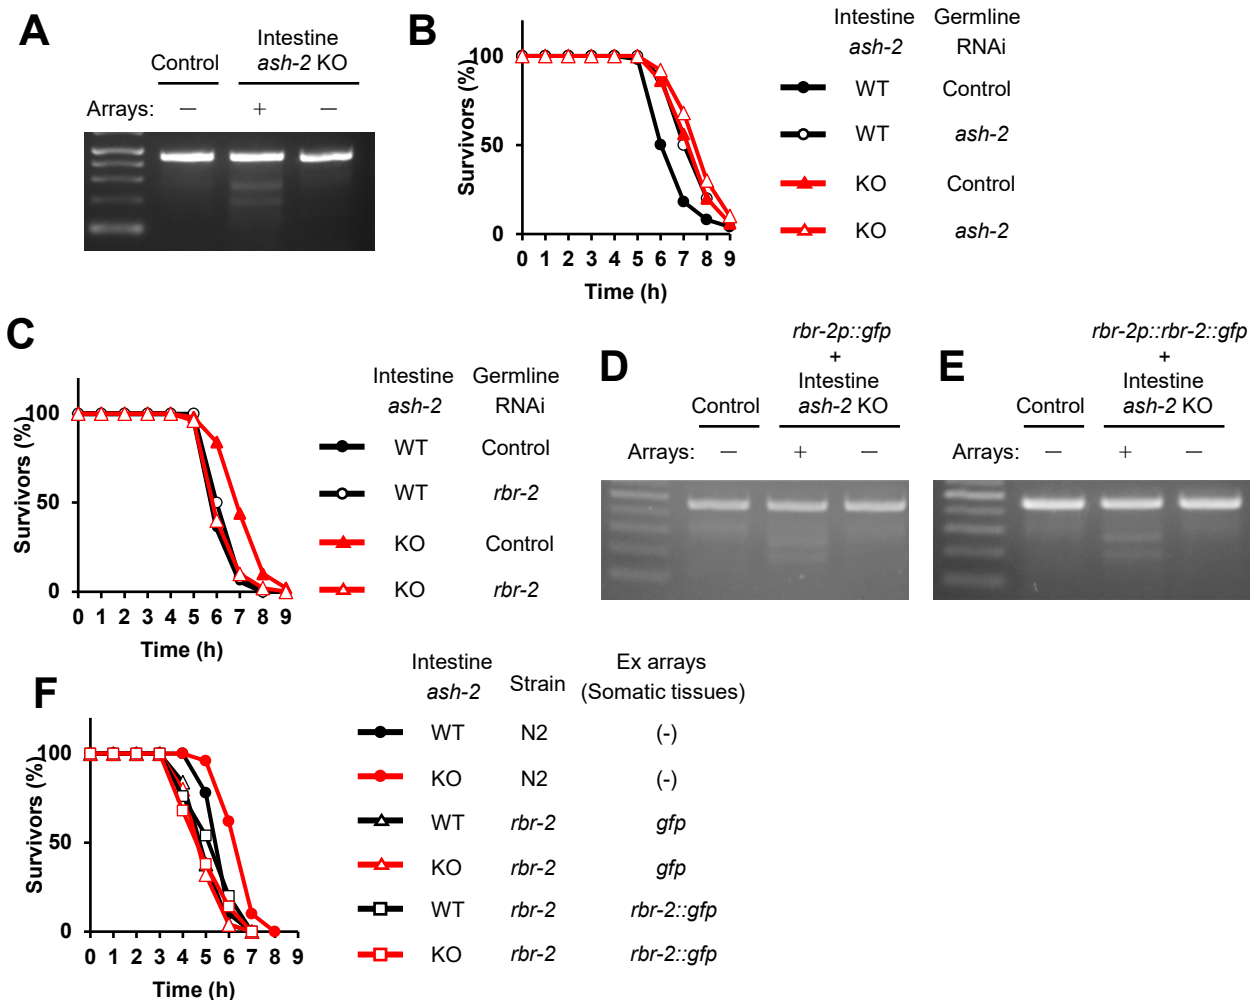 A
Control
Intestine
ash-2 KO
Arrays: − + −
B
Survivors (%)
100
50
0
0 1 2 3 4 5 6 7 8 9
Time (h)
Intestine Germline
ash-2 RNAi
WT Control
WT ash-2
KO Control
KO ash-2
C
Survivors (%)
100
50
0
0 1 2 3 4 5 6 7 8 9
Time (h)
Intestine Germline
ash-2 RNAi
WT Control
WT rbr-2
KO Control
KO rbr-2
D
rbr-2p::gfp
+
Intestine
Control ash-2 KO
Arrays: − + −
E
rbr-2p::rbr-2::gfp
+
Intestine
Control ash-2 KO
Arrays: − + −
F
Survivors (%)
100
50
0
0 1 2 3 4 5 6 7 8 9
Time (h)
Intestine Ex arrays
ash-2 Strain (Somatic tissues)
WT N2 (-)
KO N2 (-)
WT rbr-2 gfp
KO rbr-2 gfp
WT rbr-2 rbr-2::gfp
KO rbr-2 rbr-2::gfp